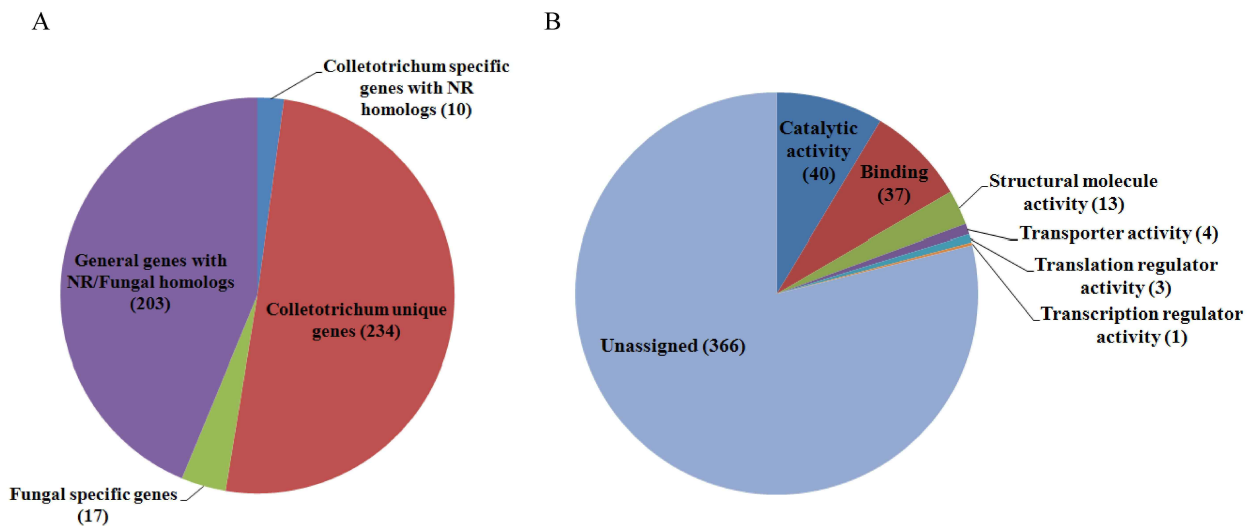 A
Colletotrichum specific
genes with NR
homologs (10)
General genes with
NR/Fungal homologs
(203)
Colletotrichum unique
genes (234)
Fungal specific genes
(17)
B
Catalytic
activity
(40)
Binding
(37)
Structural molecule
activity (13)
Transporter activity (4)
Translation regulator
activity (3)
Transcription regulator
activity (1)
Unassigned (366)